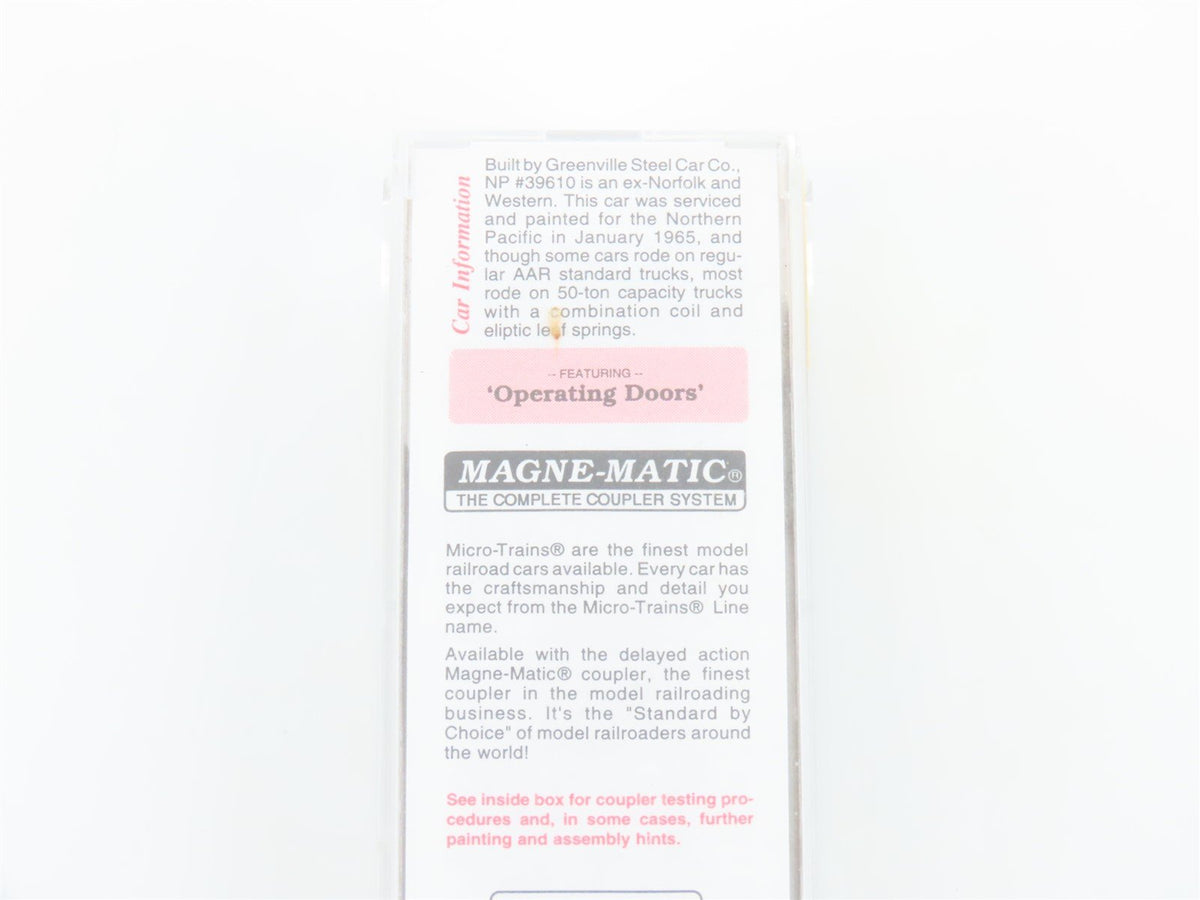 Car Information
Built by Greenville Steel Car Co.,
NP #39610 is an ex-Norfolk and
Western. This car was serviced
and painted for the Northern
Pacific in January 1965, and
though some cars rode on regu-
lar AAR standard trucks, most
rode on 50-ton capacity trucks
with a combination coil and
eliptic leaf springs.
-- FEATURING --
‘Operating Doors’
MAGNE-MATIC®
THE COMPLETE COUPLER SYSTEM
Micro-Trains® are the finest model
railroad cars available. Every car has
the craftsmanship and detail you
expect from the Micro-Trains® Line
name.
Available with the delayed action
Magne-Matic® coupler, the finest
coupler in the model railroading
business. It's the "Standard by
Choice" of model railroaders around
the world!
See inside box for coupler testing pro-
cedures and, in some cases, further
painting and assembly hints.